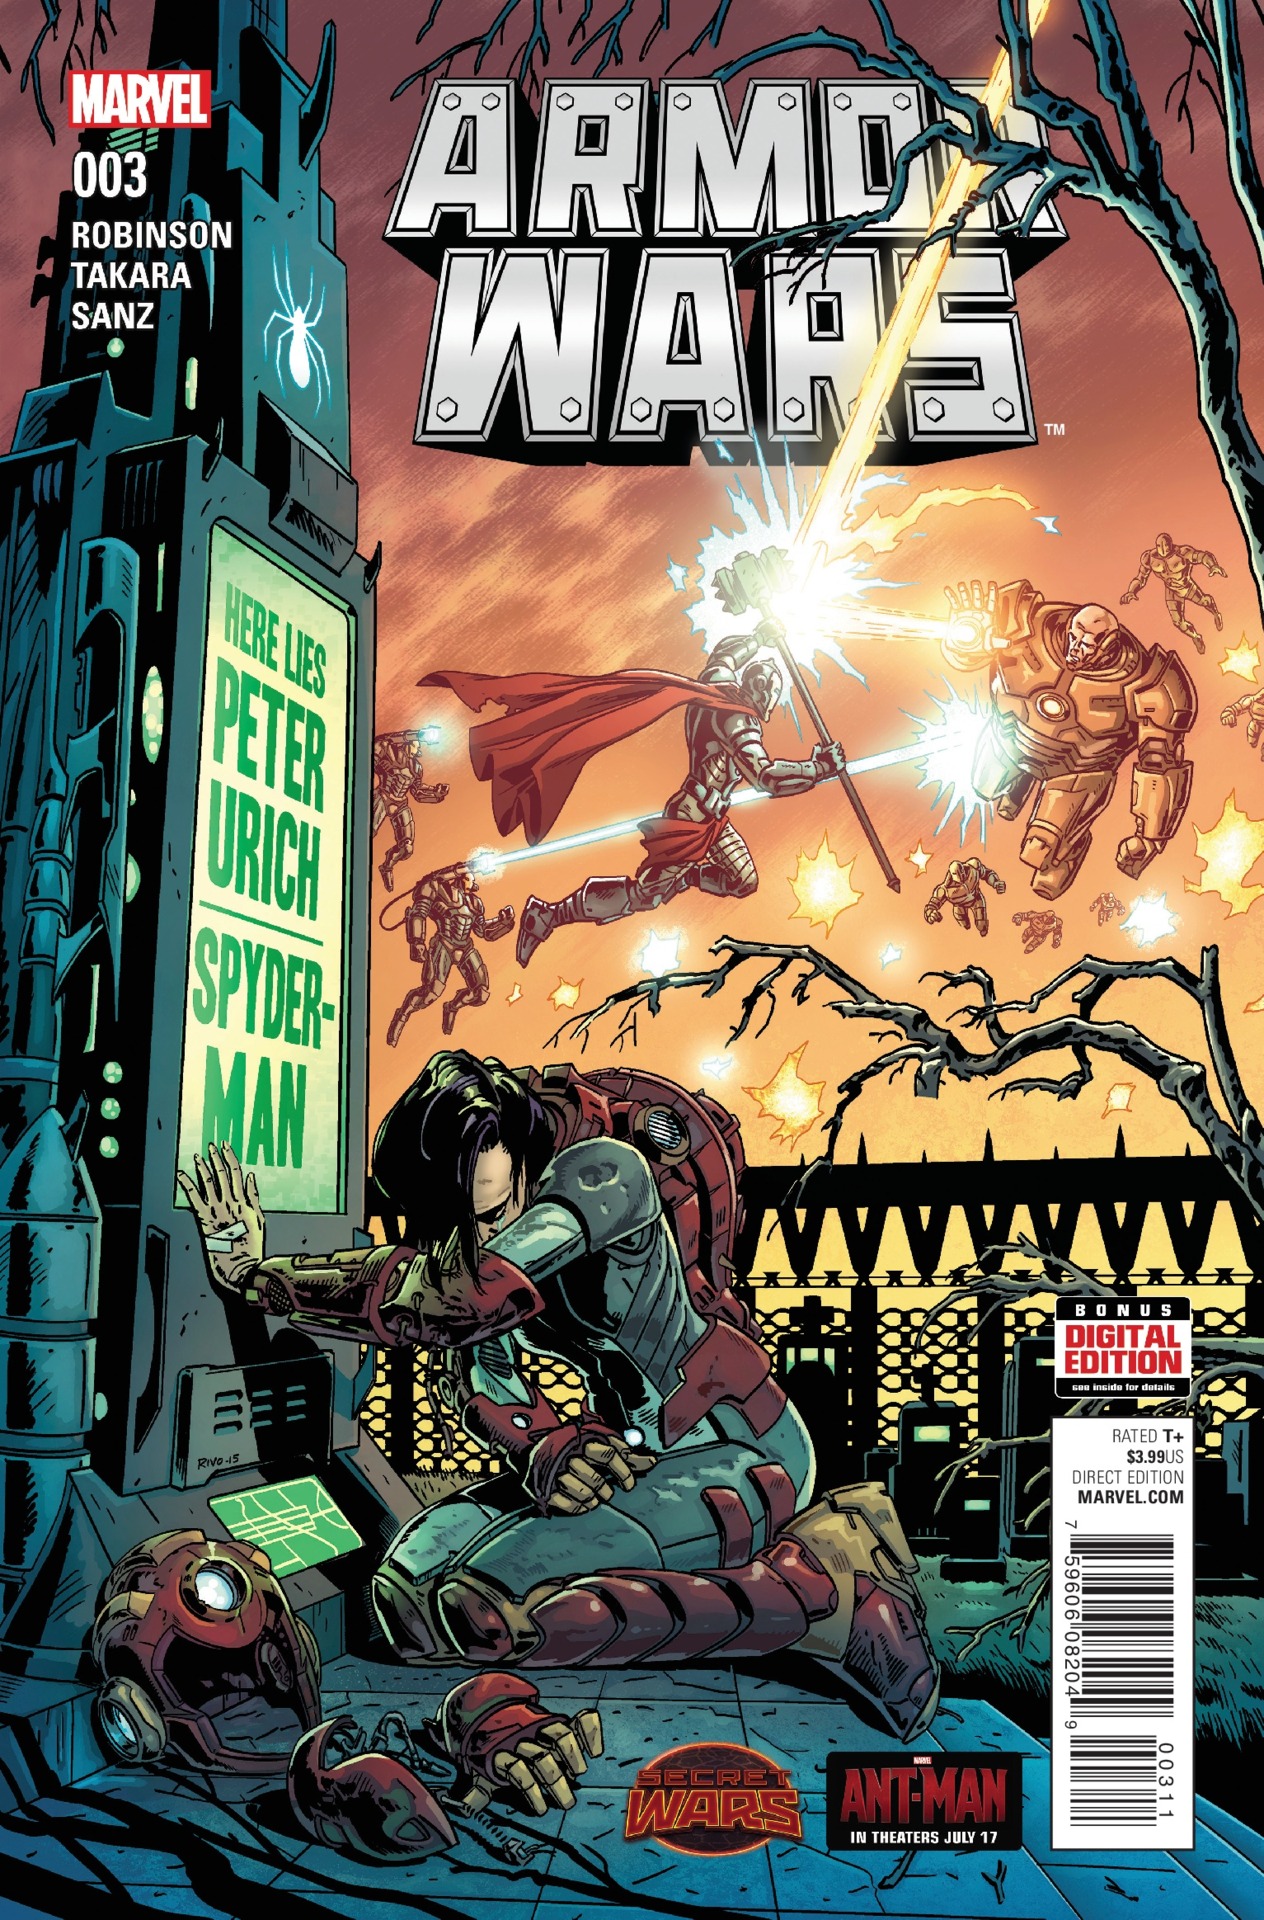 MARVEL
003
ROBINSON
TAKARA
SANZ
ARMOR
WARS
TM
HERE LIES
PETER
URICH
SPYDER-
MAN
RIVO-15
BONUS
DIGITAL
EDITION
see inside for details
RATED T+
$3.99US
DIRECT EDITION
MARVEL.COM
7 59606 08204 9
00311
SECRET
WARS
MARVEL
ANT-MAN
IN THEATERS JULY 17